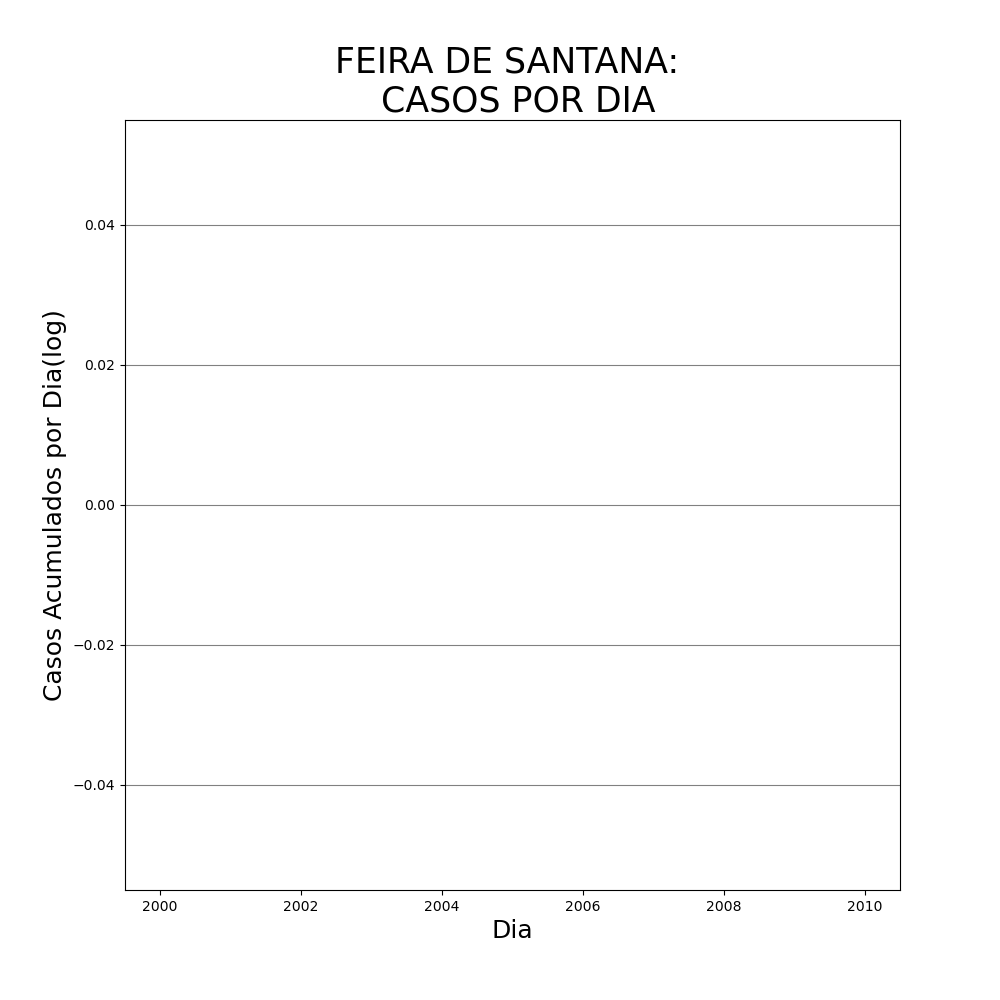 FEIRA DE SANTANA:
CASOS POR DIA
Casos Acumulados por Dia(log)
0.04
0.02
0.00
−0.02
−0.04
2000 2002 2004 2006 2008 2010
Dia